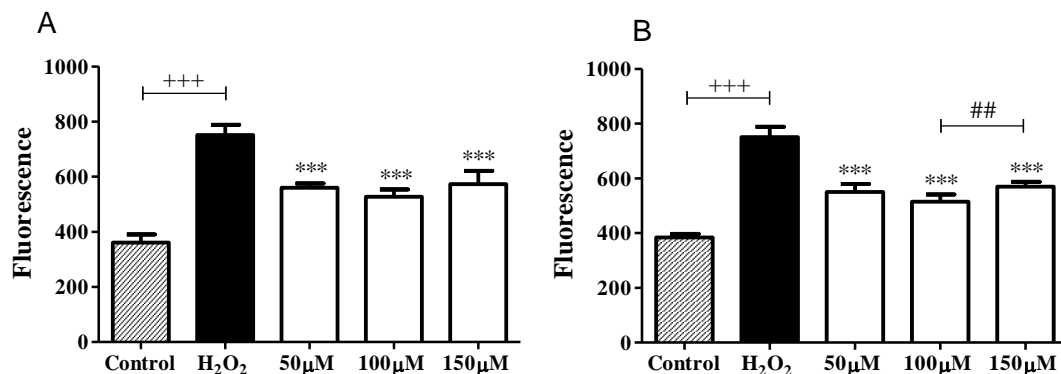 A
Fluorescence
1000
800
600
400
200
0
+++
***
***
***
Control
H₂O₂
50μM
100μM
150μM
B
Fluorescence
1000
800
600
400
200
0
+++
##
***
***
***
Control
H₂O₂
50μM
100μM
150μM